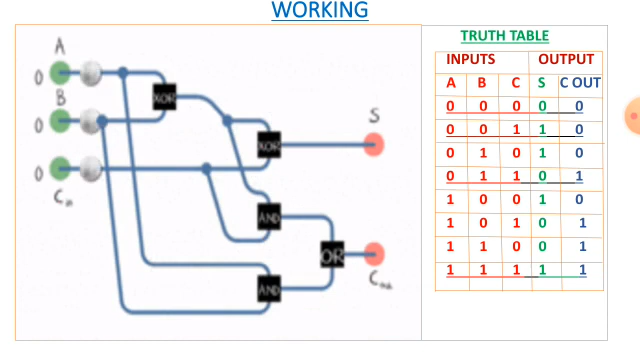 WORKING
A
0
XOR
B
0
XOR
S
0
C in
AND
OR
AND
C out
TRUTH TABLE
INPUTS OUTPUT
A B C S C OUT
0 0 0 0 0
0 0 1 1 0
0 1 0 1 0
0 1 1 0 1
1 0 0 1 0
1 0 1 0 1
1 1 0 0 1
1 1 1 1 1